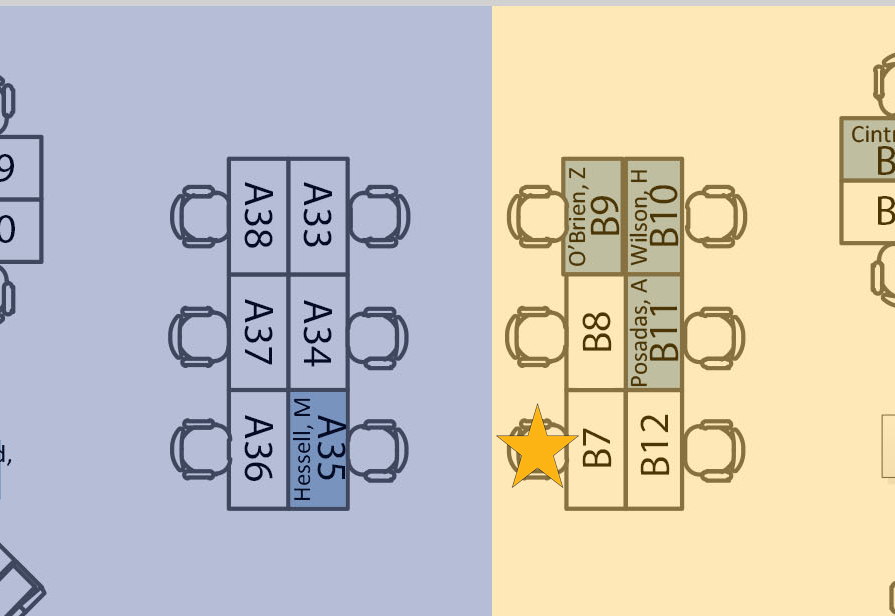 9
0
A38
A33
A37
A34
A36
Hessell, M
A35
O'Brien, Z
B9
Wilson, H
B10
B8
Posadas, A
B11
B7
B12
Cintr
B
B
d,